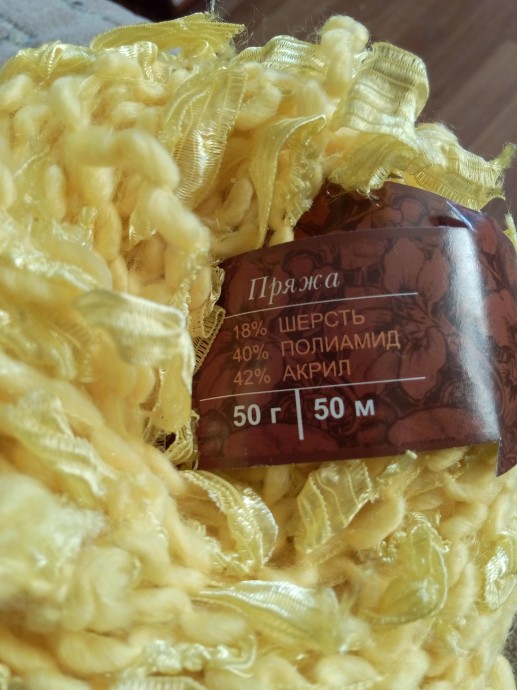 Пряжа
18% ШЕРСТЬ
40% ПОЛИАМИД
42% АКРИЛ
50 г | 50 м